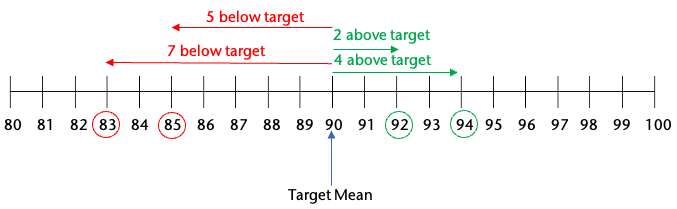 5 below target
2 above target
7 below target
4 above target
80 81 82 83 84 85 86 87 88 89 90 91 92 93 94 95 96 97 98 99 100
Target Mean